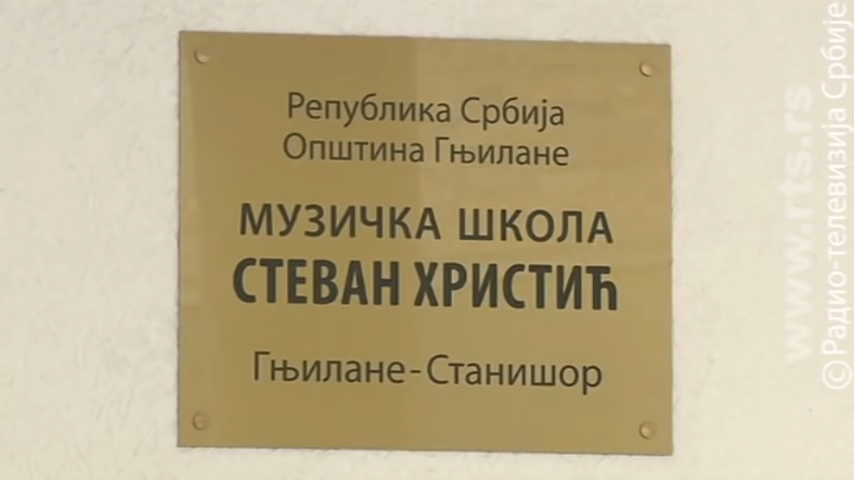 Република Србија
Општина Гњилане
МУЗИЧКА ШКОЛА
СТЕВАН ХРИСТИЋ
Гњилане-Станишор
www.rts.rs
© Радио-телевизија Србије